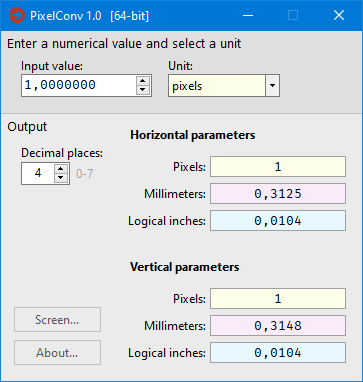 PixelConv 1.0 [64-bit]
Enter a numerical value and select a unit
Input value: Unit:
1,0000000 pixels
Output
Decimal places:
4 0-7
Horizontal parameters
Pixels: 1
Millimeters: 0,3125
Logical inches: 0,0104
Vertical parameters
Pixels: 1
Millimeters: 0,3148
Logical inches: 0,0104
Screen...
About...